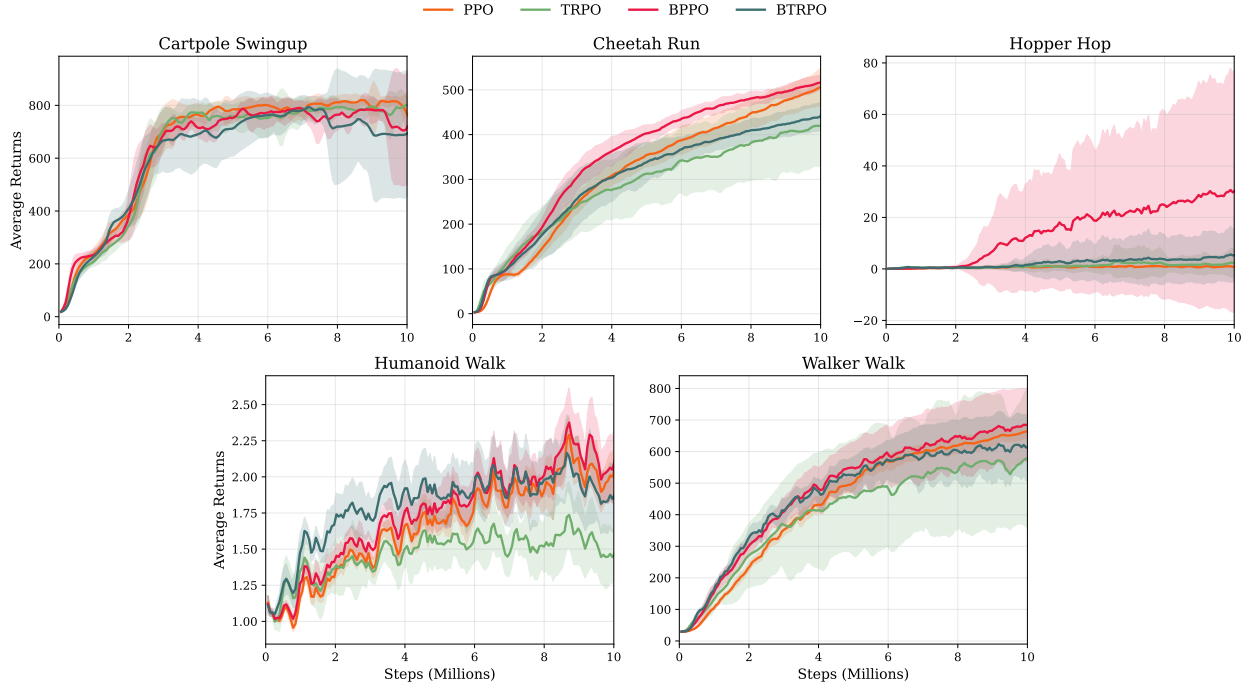 PPO TRPO BPPO BTRPO
Cartpole Swingup
Average Returns
800
600
400
200
0
0 2 4 6 8 10
Cheetah Run
500
400
300
200
100
0
0 2 4 6 8 10
Hopper Hop
80
60
40
20
0
−20
0 2 4 6 8 10
Humanoid Walk
Average Returns
2.50
2.25
2.00
1.75
1.50
1.25
1.00
0 2 4 6 8 10
Steps (Millions)
Walker Walk
800
700
600
500
400
300
200
100
0
0 2 4 6 8 10
Steps (Millions)